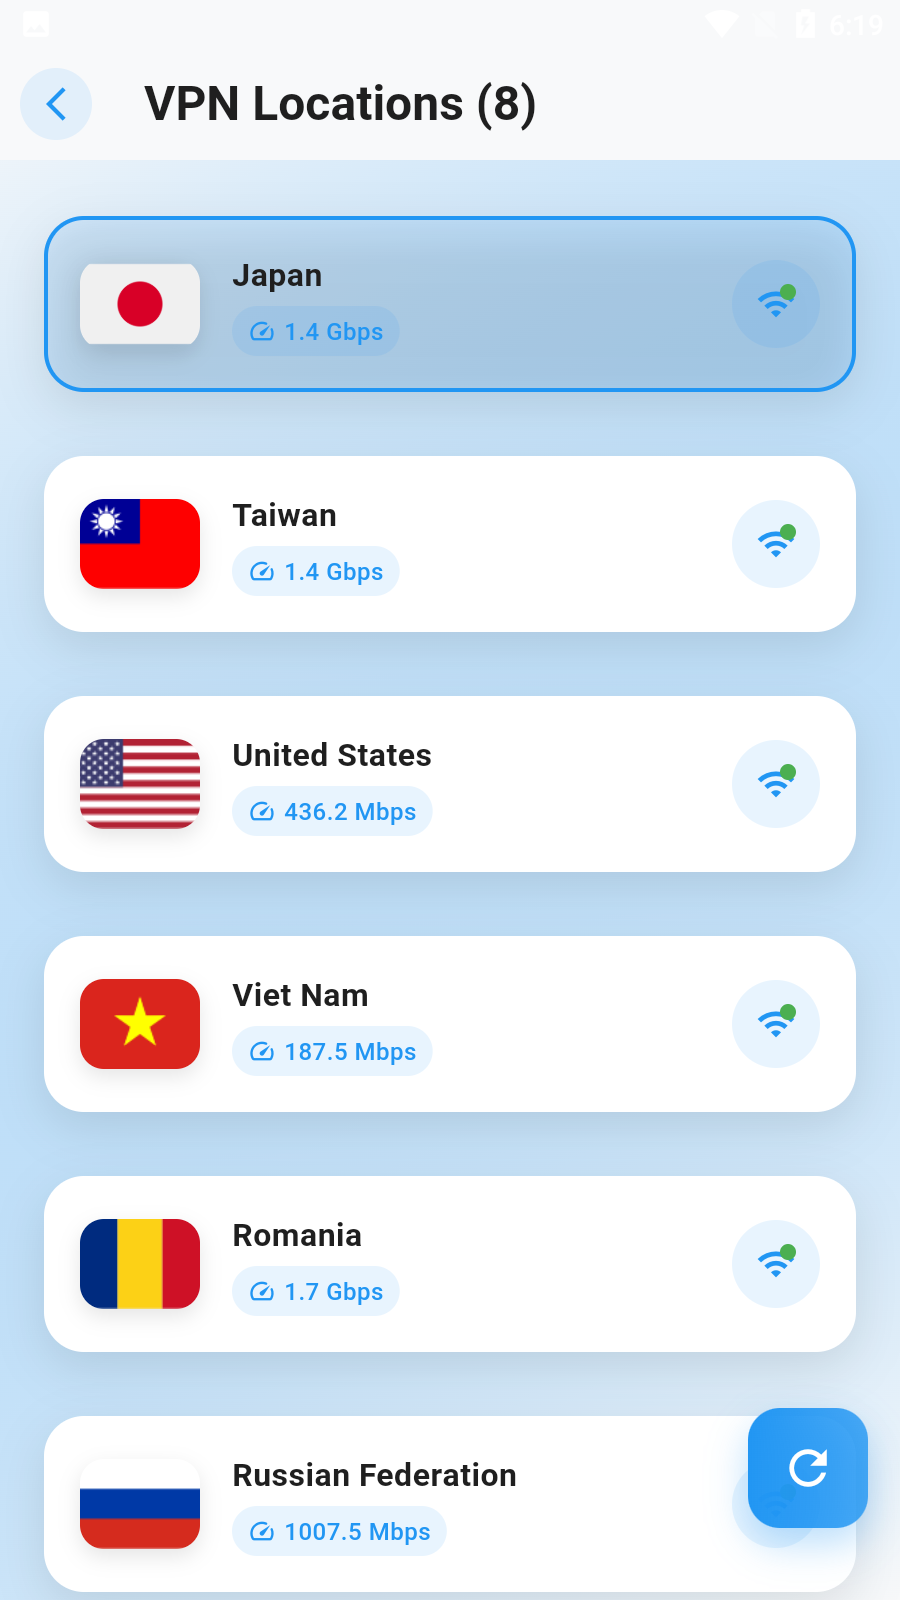 6:19
VPN Locations (8)
Japan
1.4 Gbps
Taiwan
1.4 Gbps
United States
436.2 Mbps
Viet Nam
187.5 Mbps
Romania
1.7 Gbps
Russian Federation
1007.5 Mbps